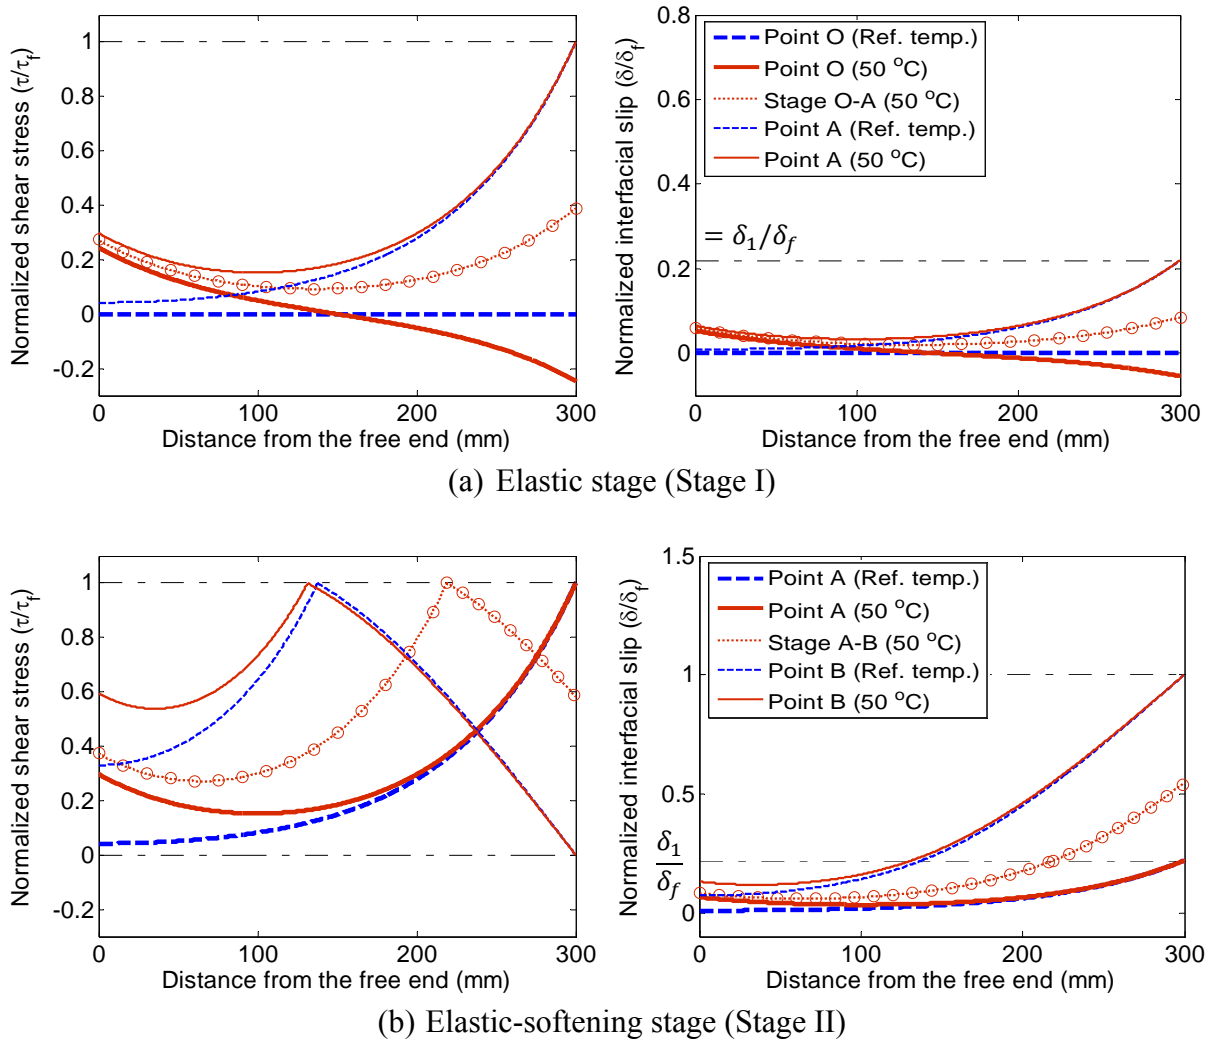 Normalized shear stress (τ/τf)
1
0.8
0.6
0.4
0.2
0
-0.2
0 100 200 300
Distance from the free end (mm)
Normalized interfacial slip (δ/δf)
0.8
0.6
0.4
0.2
0
Point O (Ref. temp.)
Point O (50 °C)
Stage O-A (50 °C)
Point A (Ref. temp.)
Point A (50 °C)
= δ1/δf
0 100 200 300
Distance from the free end (mm)
(a) Elastic stage (Stage I)
Normalized shear stress (τ/τf)
1
0.8
0.6
0.4
0.2
0
-0.2
0 100 200 300
Distance from the free end (mm)
Normalized interfacial slip (δ/δf)
1.5
1
0.5
δ1
δf
0
Point A (Ref. temp.)
Point A (50 °C)
Stage A-B (50 °C)
Point B (Ref. temp.)
Point B (50 °C)
0 100 200 300
Distance from the free end (mm)
(b) Elastic-softening stage (Stage II)